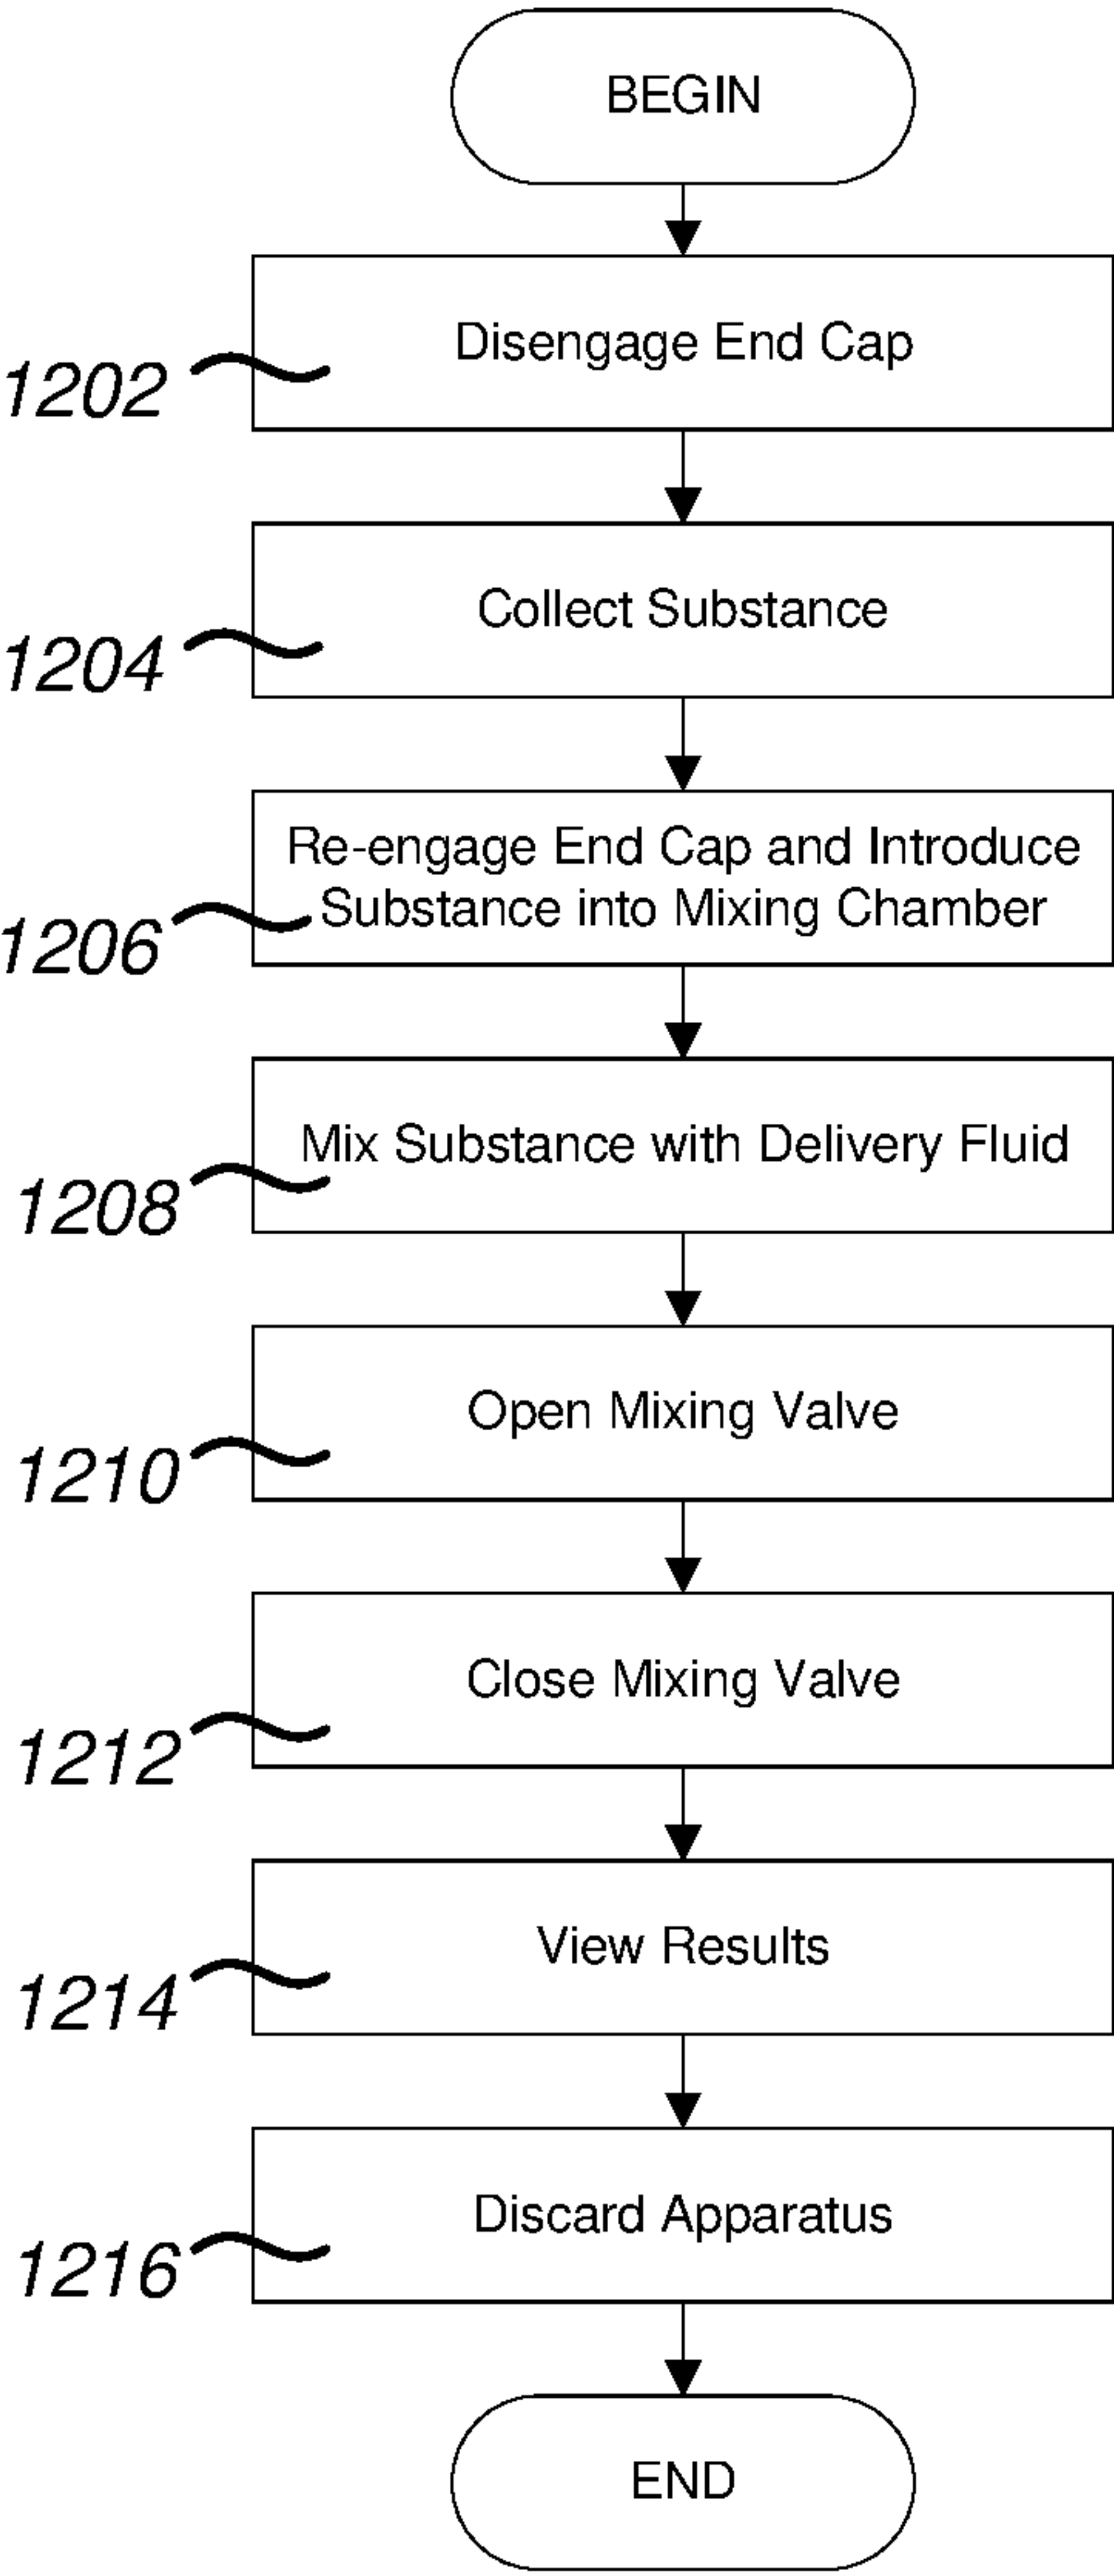 BEGIN
Disengage End Cap
1202
Collect Substance
1204
Re-engage End Cap and Introduce
Substance into Mixing Chamber
1206
Mix Substance with Delivery Fluid
1208
Open Mixing Valve
1210
Close Mixing Valve
1212
View Results
1214
Discard Apparatus
1216
END